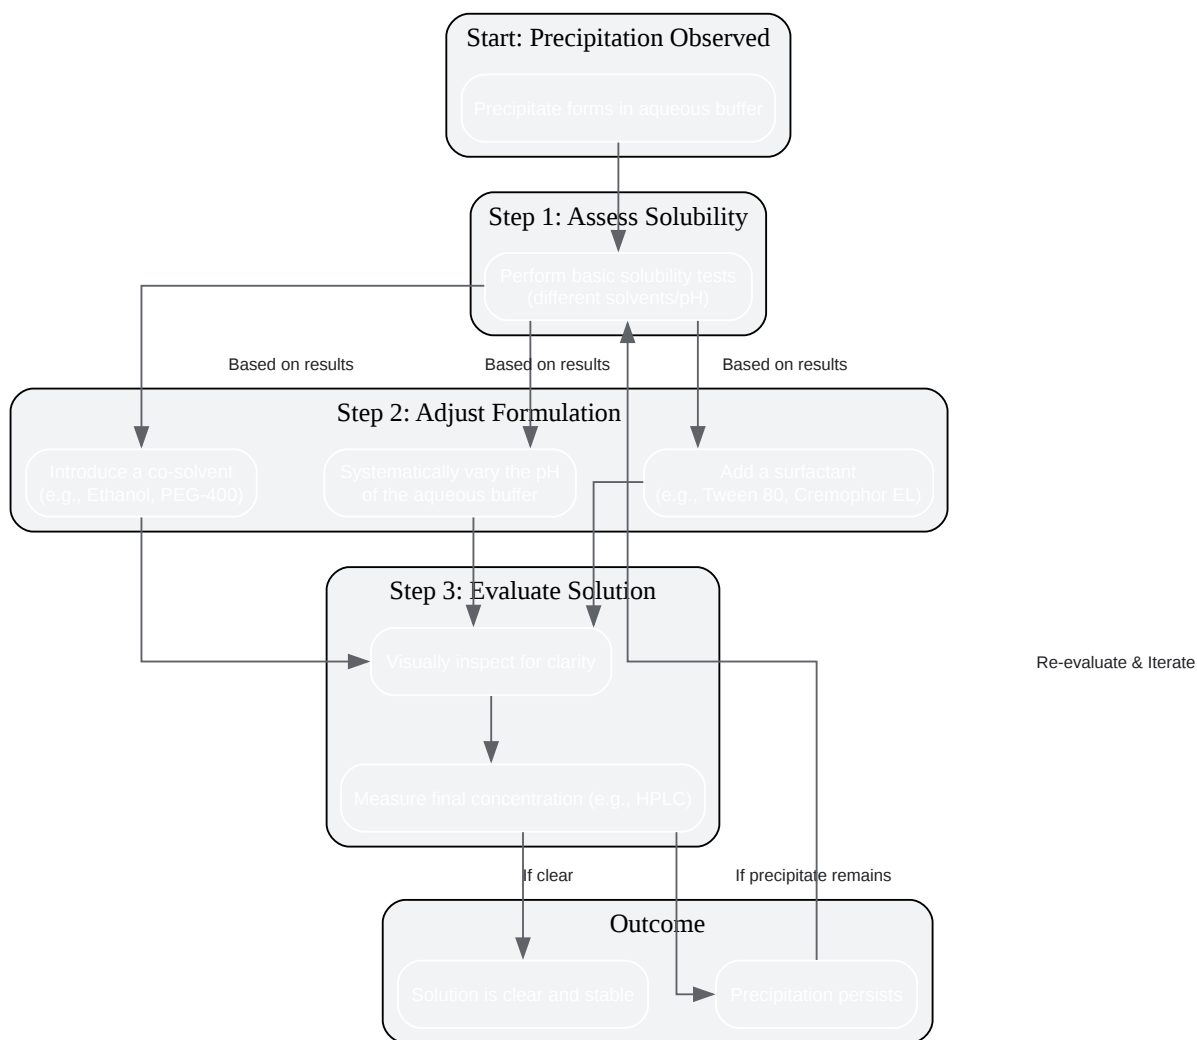 Start: Precipitation Observed
Precipitate forms in aqueous buffer
Step 1: Assess Solubility
Perform basic solubility tests
(different solvents/pH)
Based on results
Based on results
Based on results
Step 2: Adjust Formulation
Introduce a co-solvent
(e.g., Ethanol, PEG-400)
Systematically vary the pH
of the aqueous buffer
Add a surfactant
(e.g., Tween 80, Cremophor EL)
Step 3: Evaluate Solution
Visually inspect for clarity
Re-evaluate & Iterate
Measure final concentration (e.g., HPLC)
If clear
If precipitate remains
Outcome
Solution is clear and stable
Precipitation persists